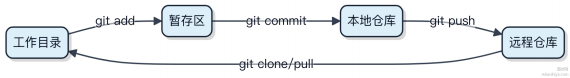 git add
暂存区
git commit
本地仓库
git push
工作目录
远程仓库
git clone/pull